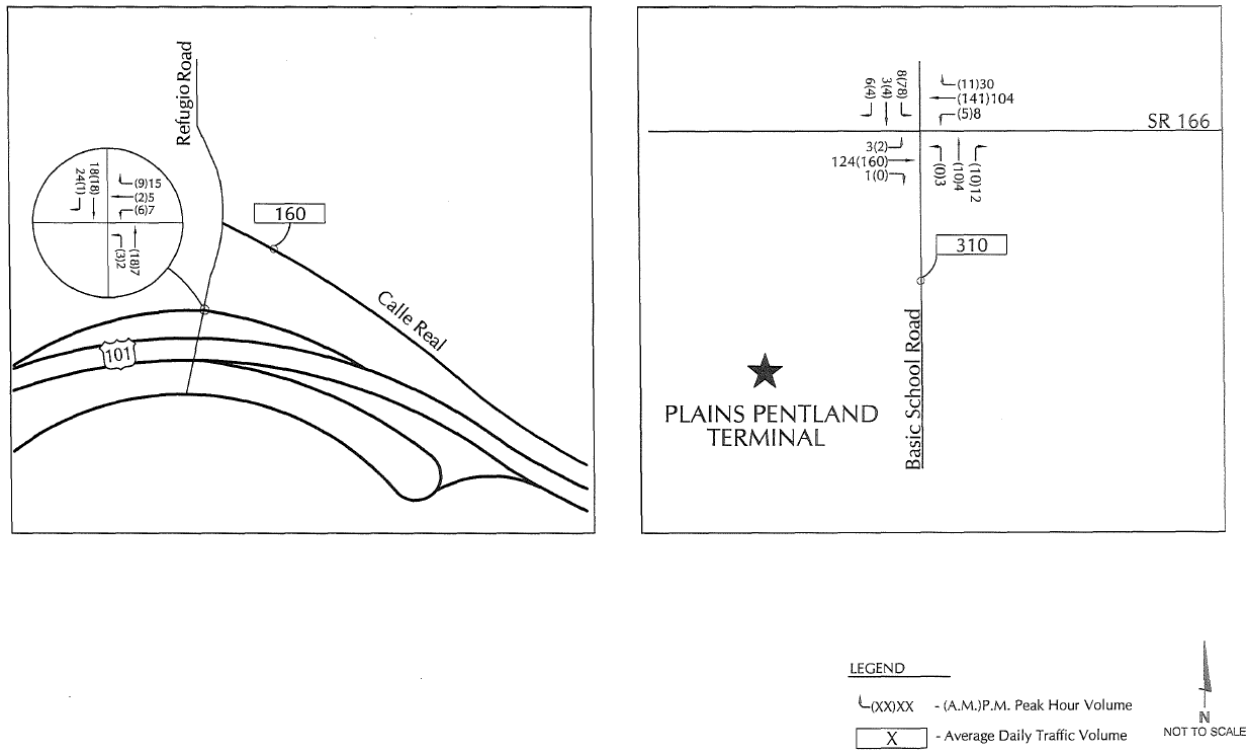 Refugio Road
18(18)
24(1)
(9)15
(2)5
(6)7
(3)2
(18)7
160
Calle Real
101
8(78)
3(4)
6(4)
(11)30
(141)104
(5)8
SR 166
3(2)
124(160)
1(0)
(0)3
(10)4
(10)12
310
Basic School Road
PLAINS PENTLAND
TERMINAL
LEGEND
(XX)XX - (A.M.)P.M. Peak Hour Volume
X - Average Daily Traffic Volume
N
NOT TO SCALE